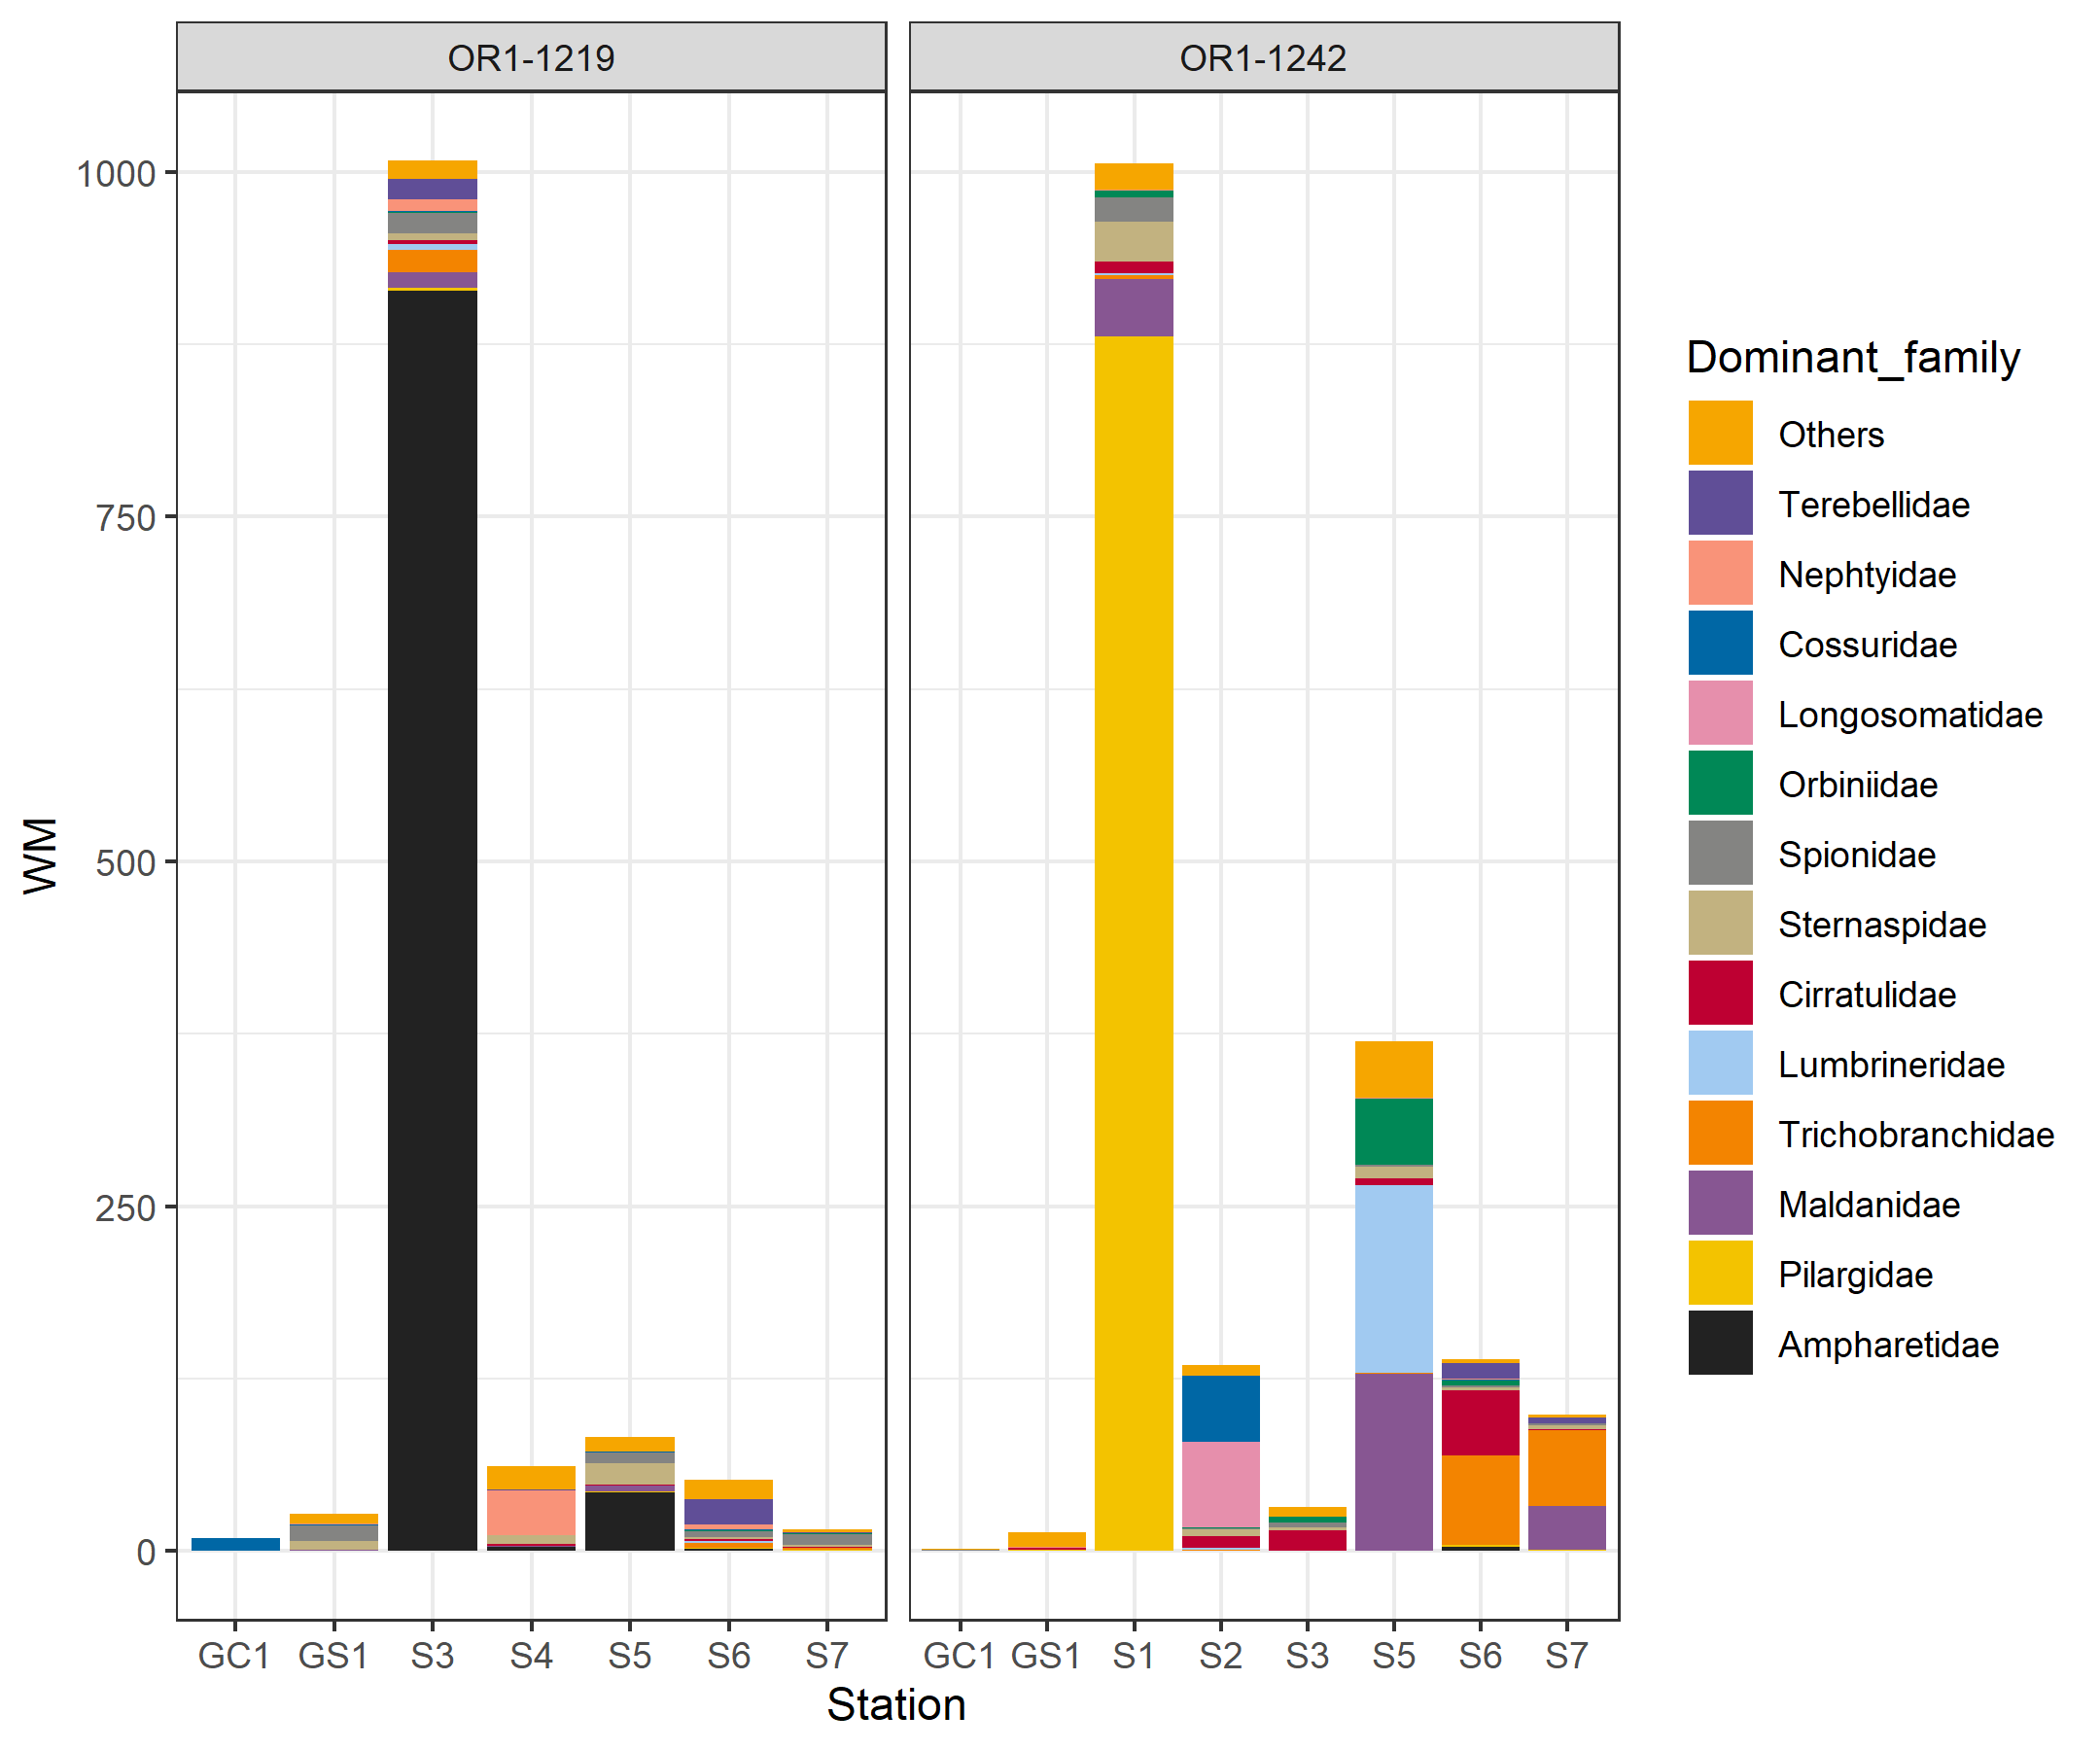 OR1-1219
OR1-1242
1000
750
500
250
0
WM
GC1 GS1 S3 S4 S5 S6 S7
GC1 GS1 S1 S2 S3 S5 S6 S7
Station
Dominant_family
Others
Terebellidae
Nephtyidae
Cossuridae
Longosomatidae
Orbiniidae
Spionidae
Sternaspidae
Cirratulidae
Lumbrineridae
Trichobranchidae
Maldanidae
Pilargidae
Ampharetidae